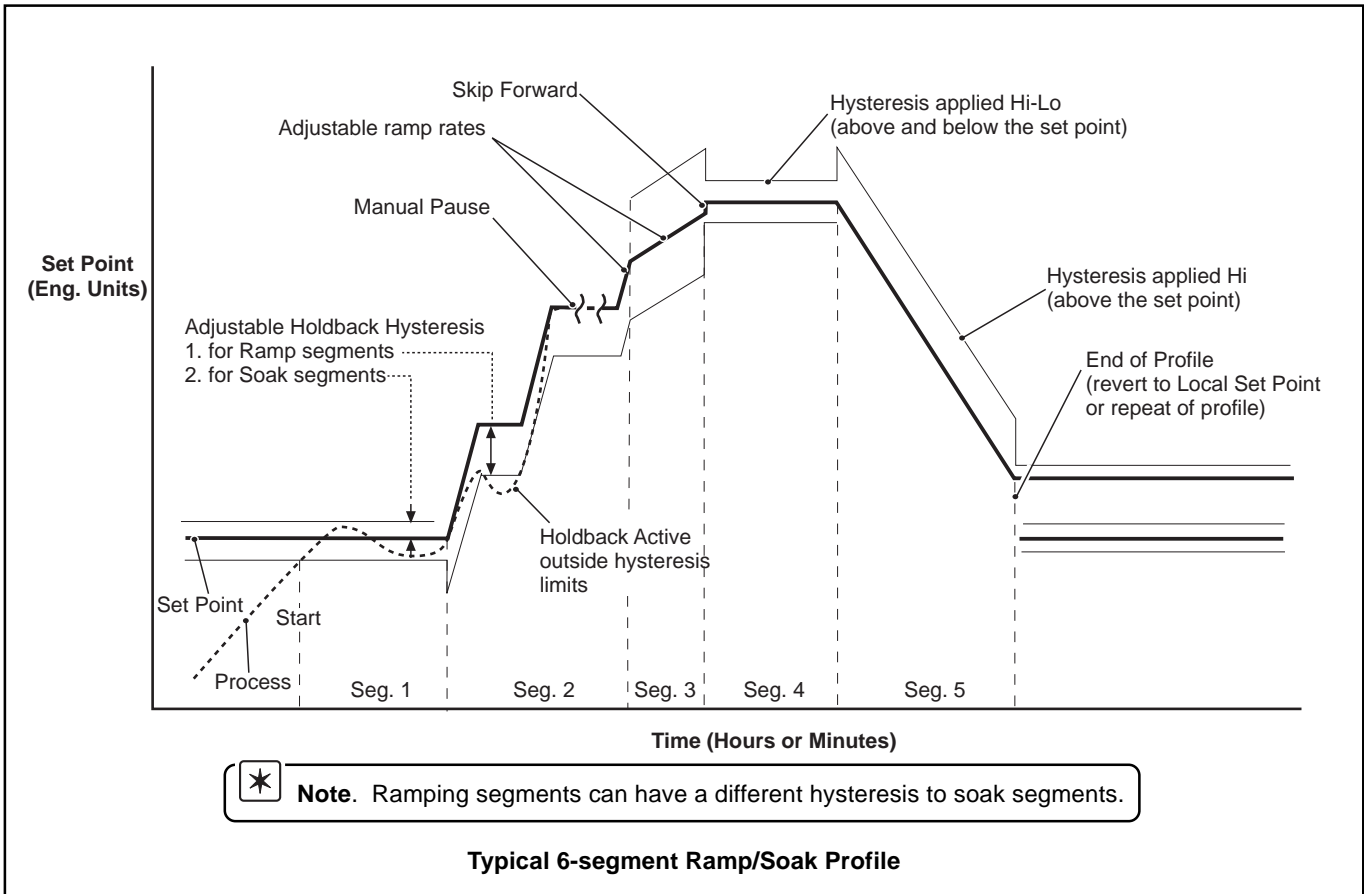 Skip Forward
Adjustable ramp rates
Hysteresis applied Hi-Lo
(above and below the set point)
Manual Pause
Set Point
(Eng. Units)
Hysteresis applied Hi
(above the set point)
Adjustable Holdback Hysteresis
1. for Ramp segments
2. for Soak segments
End of Profile
(revert to Local Set Point
or repeat of profile)
Holdback Active
outside hysteresis
limits
Set Point
Start
Process
Seg. 1
Seg. 2
Seg. 3
Seg. 4
Seg. 5
Time (Hours or Minutes)
Note. Ramping segments can have a different hysteresis to soak segments.
Typical 6-segment Ramp/Soak Profile